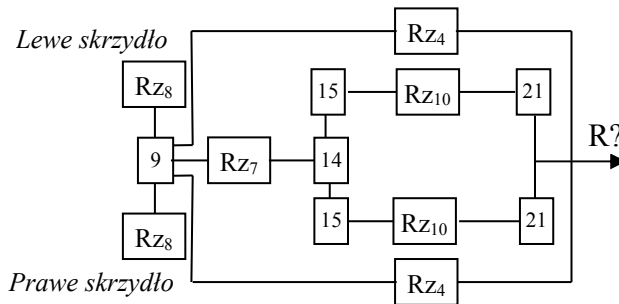 Lewe skrzydło
Rz4
Rz8
15 Rz10 21
9 Rz7 14 R?
15 Rz10 21
Rz8
Prawe skrzydło
Rz4